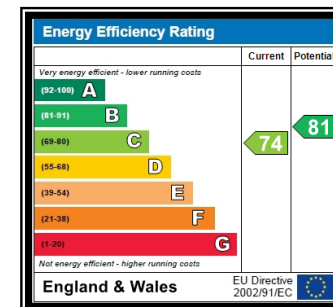 Energy Efficiency Rating
Current Potential
Very energy efficient - lower running costs
(92-100) A
(81-91) B
(69-80) C
(55-68) D
(39-54) E
(21-38) F
(1-20) G
74
81
Not energy efficient - higher running costs
England & Wales
EU Directive
2002/91/EC